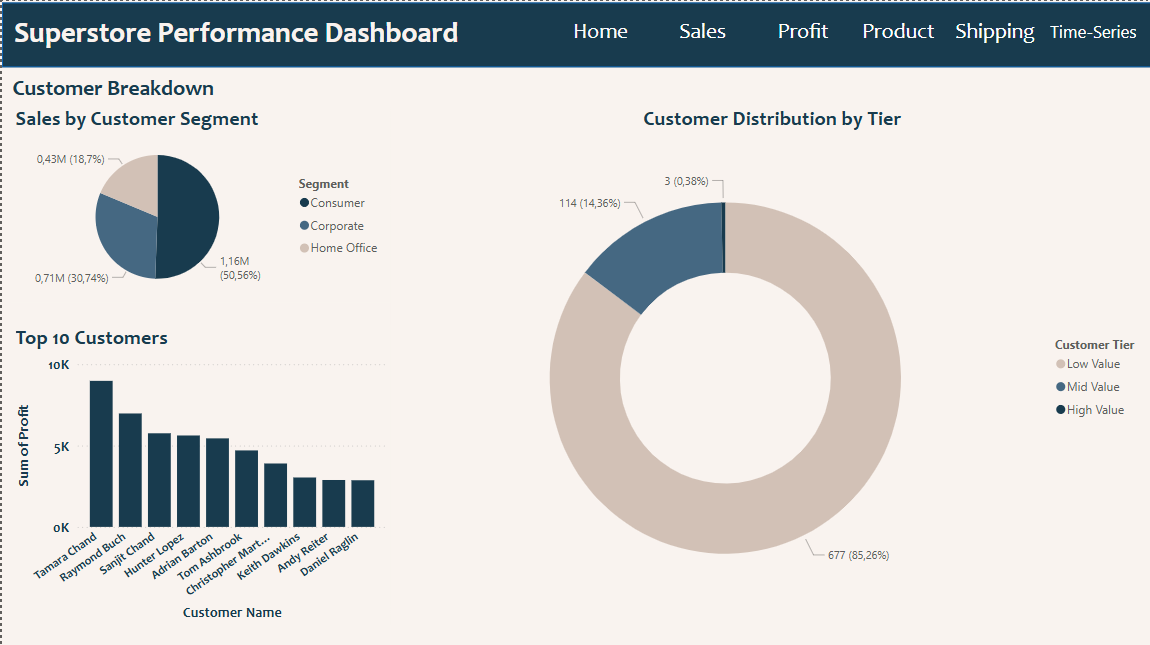 Superstore Performance Dashboard
Home Sales Profit Product Shipping Time-Series
Customer Breakdown
Sales by Customer Segment
0,43M (18,7%)
0,71M (30,74%)
1,16M
(50,56%)
Segment
Consumer
Corporate
Home Office
Top 10 Customers
Sum of Profit
10K
5K
0K
Tamara Chand
Raymond Buch
Sanjit Chand
Hunter Lopez
Adrian Barton
Tom Ashbrook
Christopher Mart...
Keith Dawkins
Andy Reiter
Daniel Raglin
Customer Name
Customer Distribution by Tier
3 (0,38%)
114 (14,36%)
677 (85,26%)
Customer Tier
Low Value
Mid Value
High Value